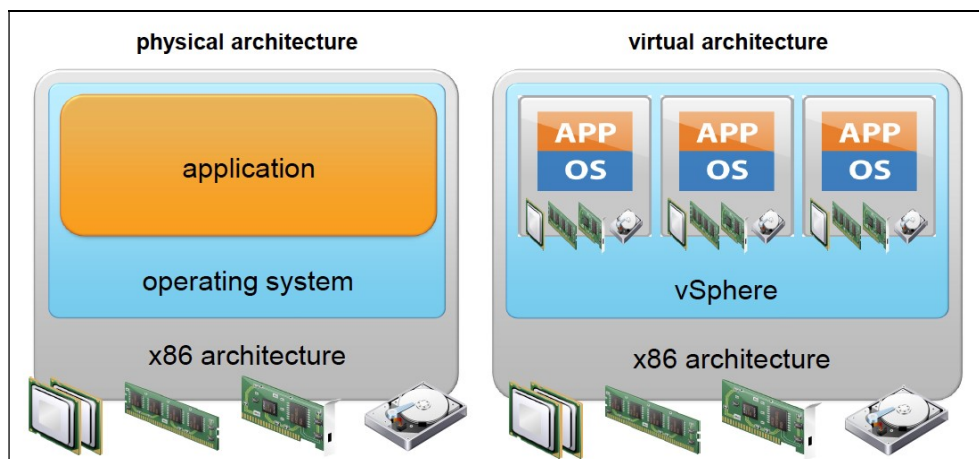 physical architecture
application
operating system
x86 architecture
virtual architecture
APP
OS
APP
OS
APP
OS
vSphere
x86 architecture